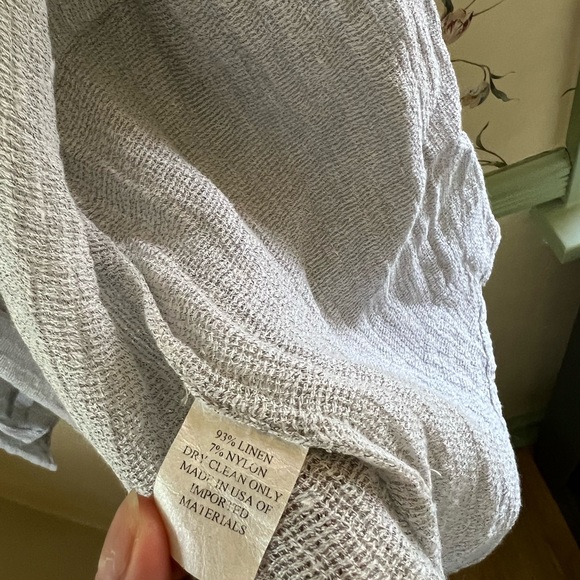 93% LINEN
7% NYLON
DRY CLEAN ONLY
MADE IN USA OF
IMPORTED
MATERIALS